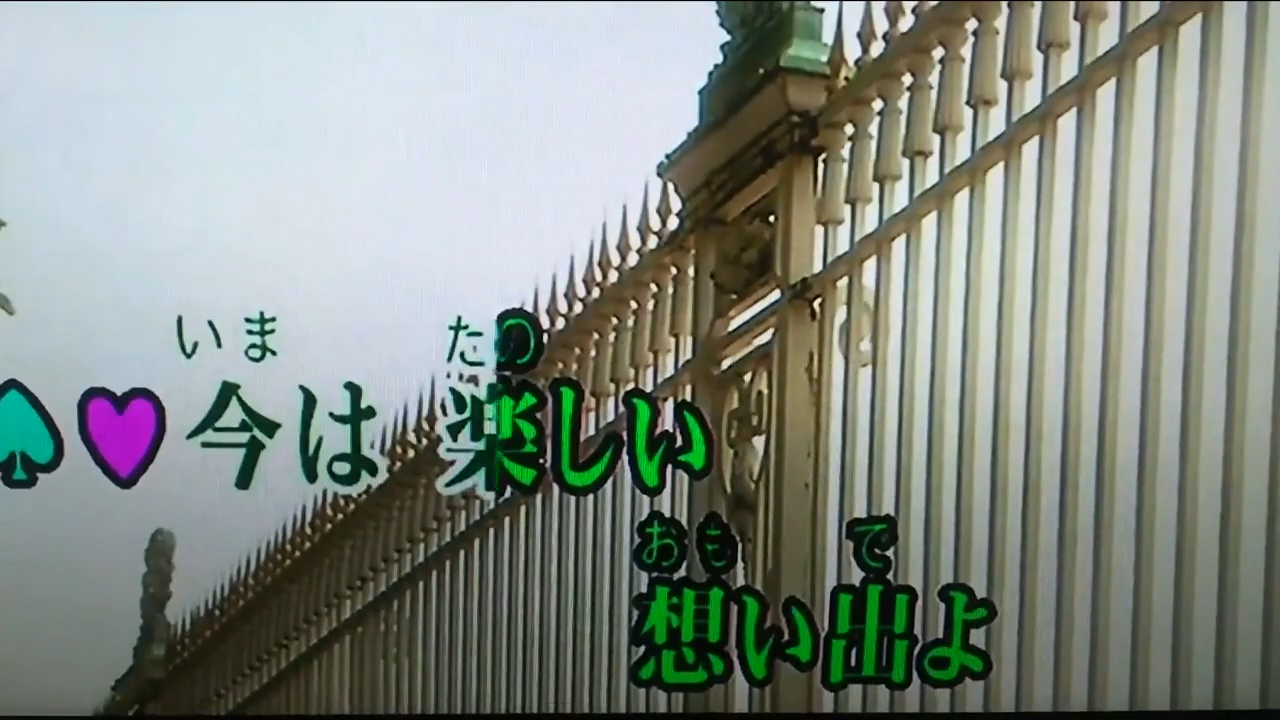 いま たの
♠♥今は 楽しい
おも で
想い出よ